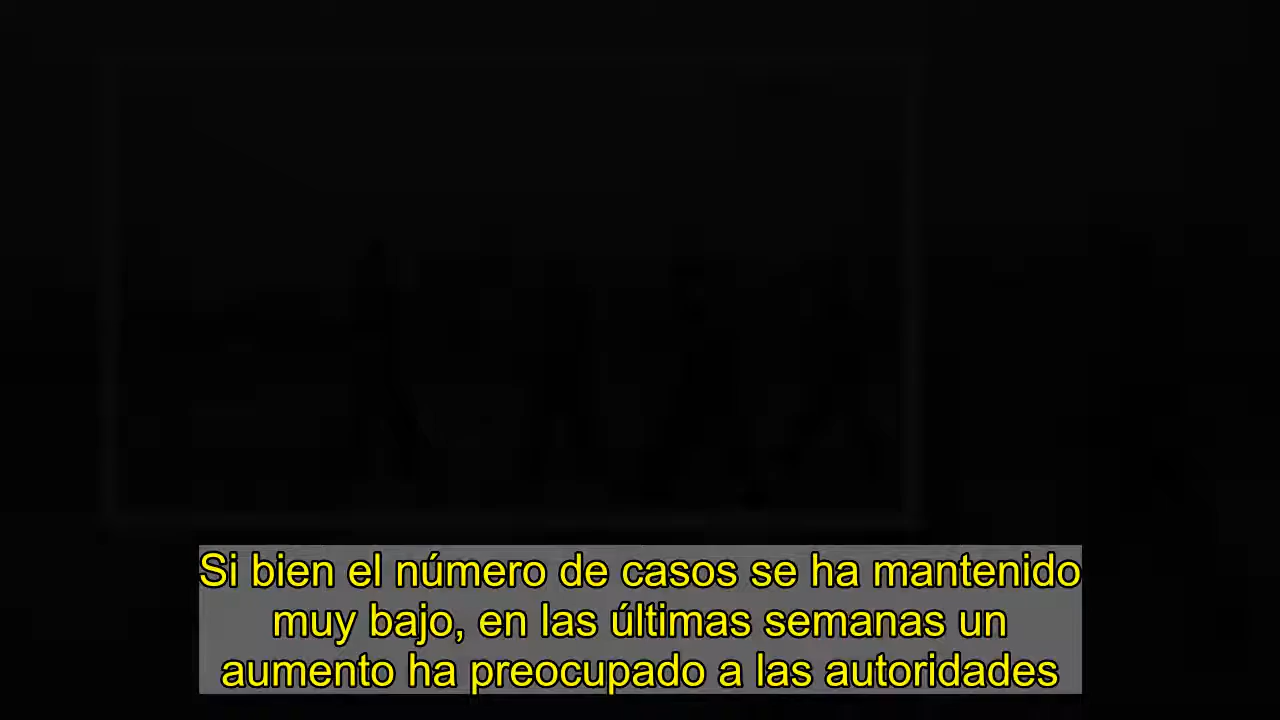 Si bien el número de casos se ha mantenido
muy bajo, en las últimas semanas un
aumento ha preocupado a las autoridades